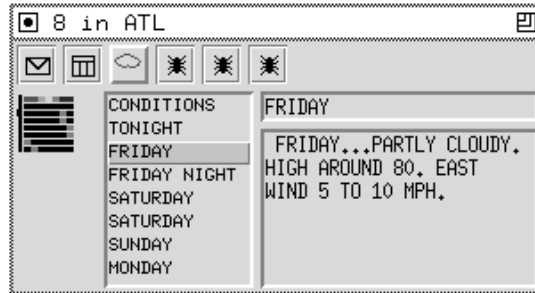 8 in ATL
CONDITIONS
TONIGHT
FRIDAY
FRIDAY NIGHT
SATURDAY
SATURDAY
SUNDAY
MONDAY
FRIDAY
FRIDAY...PARTLY CLOUDY.
HIGH AROUND 80. EAST
WIND 5 TO 10 MPH.